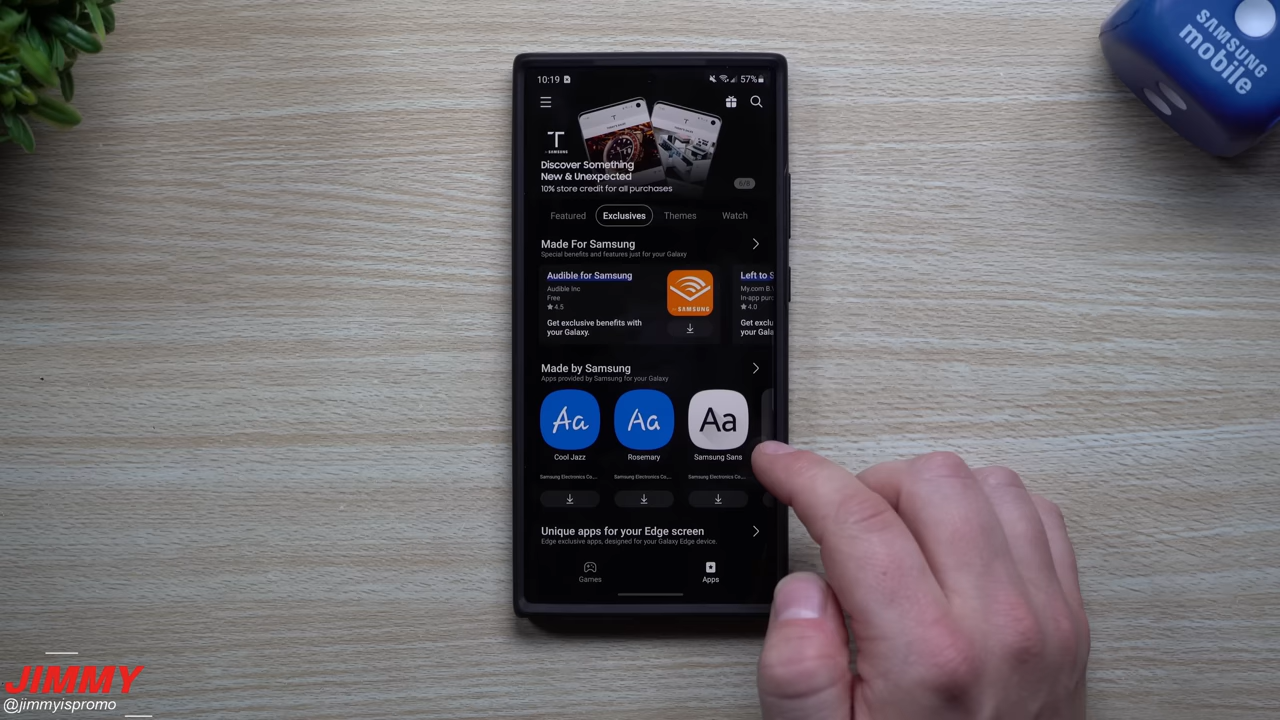 SAMSUNG
mobile
10:19
57%
T
SAMSUNG
Discover Something
New & Unexpected
10% store credit for all purchases
Featured
Exclusives
Themes
Watch
Made For Samsung
Special benefits and features just for your Galaxy
Audible for Samsung
Audible Inc
Free
★ 4.5
Get exclusive benefits with
your Galaxy.
SAMSUNG
Left to S
My.com B.
In-app purc
★ 4.0
Get exclu
your Gala
Made by Samsung
Apps provided by Samsung for your Galaxy
Aa
Aa
Aa
Cool Jazz
Rosemary
Samsung Sans
Samsung Electronics Co...
Samsung Electronics Co...
Samsung Electronics Co...
Unique apps for your Edge screen
Edge exclusive apps, designed for your Galaxy Edge device.
Games
Apps
JIMMY
@jimmyispromo